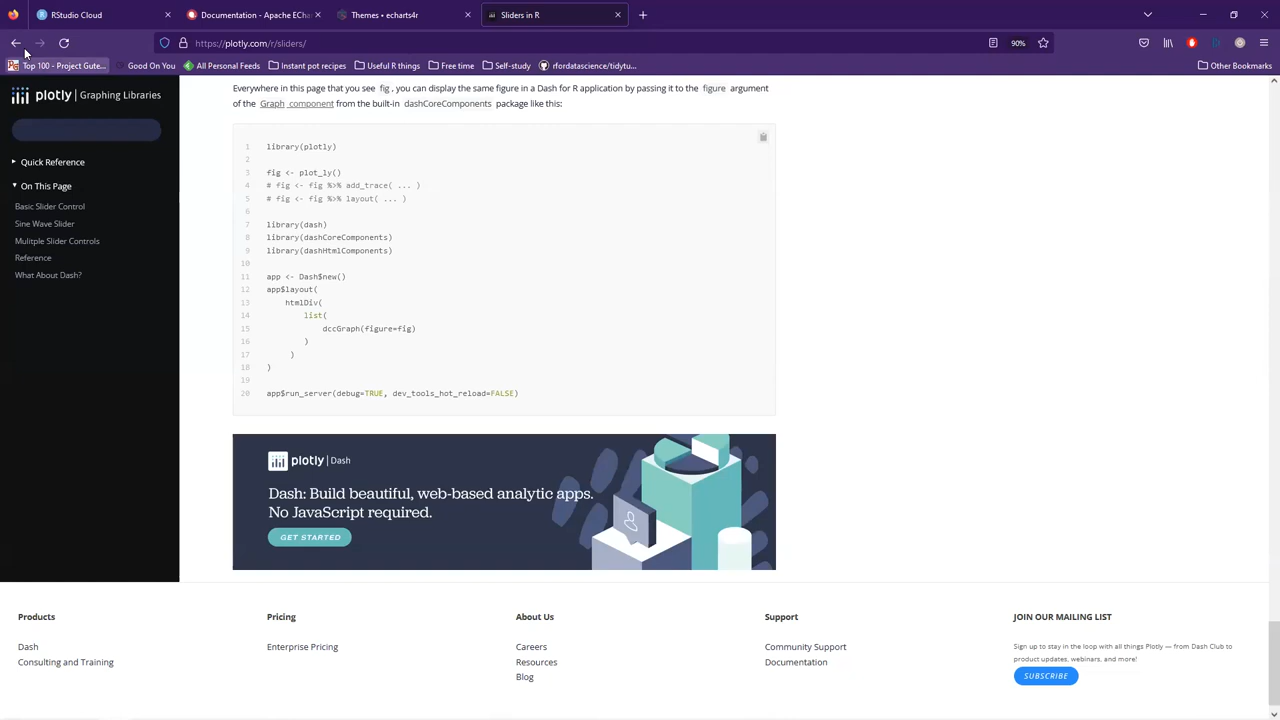 RStudio Cloud
Documentation - Apache ECha
Themes • echarts4r
Sliders in R
https://plotly.com/r/sliders/
90%
Top 100 - Project Gute...
Good On You
All Personal Feeds
Instant pot recipes
Useful R things
Free time
Self-study
rfordatascience/tidytu...
Other Bookmarks
plotly | Graphing Libraries
Quick Reference
On This Page
Basic Slider Control
Sine Wave Slider
Mulitple Slider Controls
Reference
What About Dash?
Everywhere in this page that you see fig , you can display the same figure in a Dash for R application by passing it to the figure argument
of the Graph component from the built-in dashCoreComponents package like this:
1 library(plotly)
2
3 fig <- plot_ly()
4 # fig <- fig %>% add_trace( ... )
5 # fig <- fig %>% layout( ... )
6
7 library(dash)
8 library(dashCoreComponents)
9 library(dashHtmlComponents)
10
11 app <- Dash$new()
12 app$layout(
13 htmlDiv(
14 list(
15 dccGraph(figure=fig)
16 )
17 )
18 )
19
20 app$run_server(debug=TRUE, dev_tools_hot_reload=FALSE)
plotly | Dash
Dash: Build beautiful, web-based analytic apps.
No JavaScript required.
GET STARTED
Products
Dash
Consulting and Training
Pricing
Enterprise Pricing
About Us
Careers
Resources
Blog
Support
Community Support
Documentation
JOIN OUR MAILING LIST
Sign up to stay in the loop with all things Plotly — from Dash Club to
product updates, webinars, and more!
SUBSCRIBE